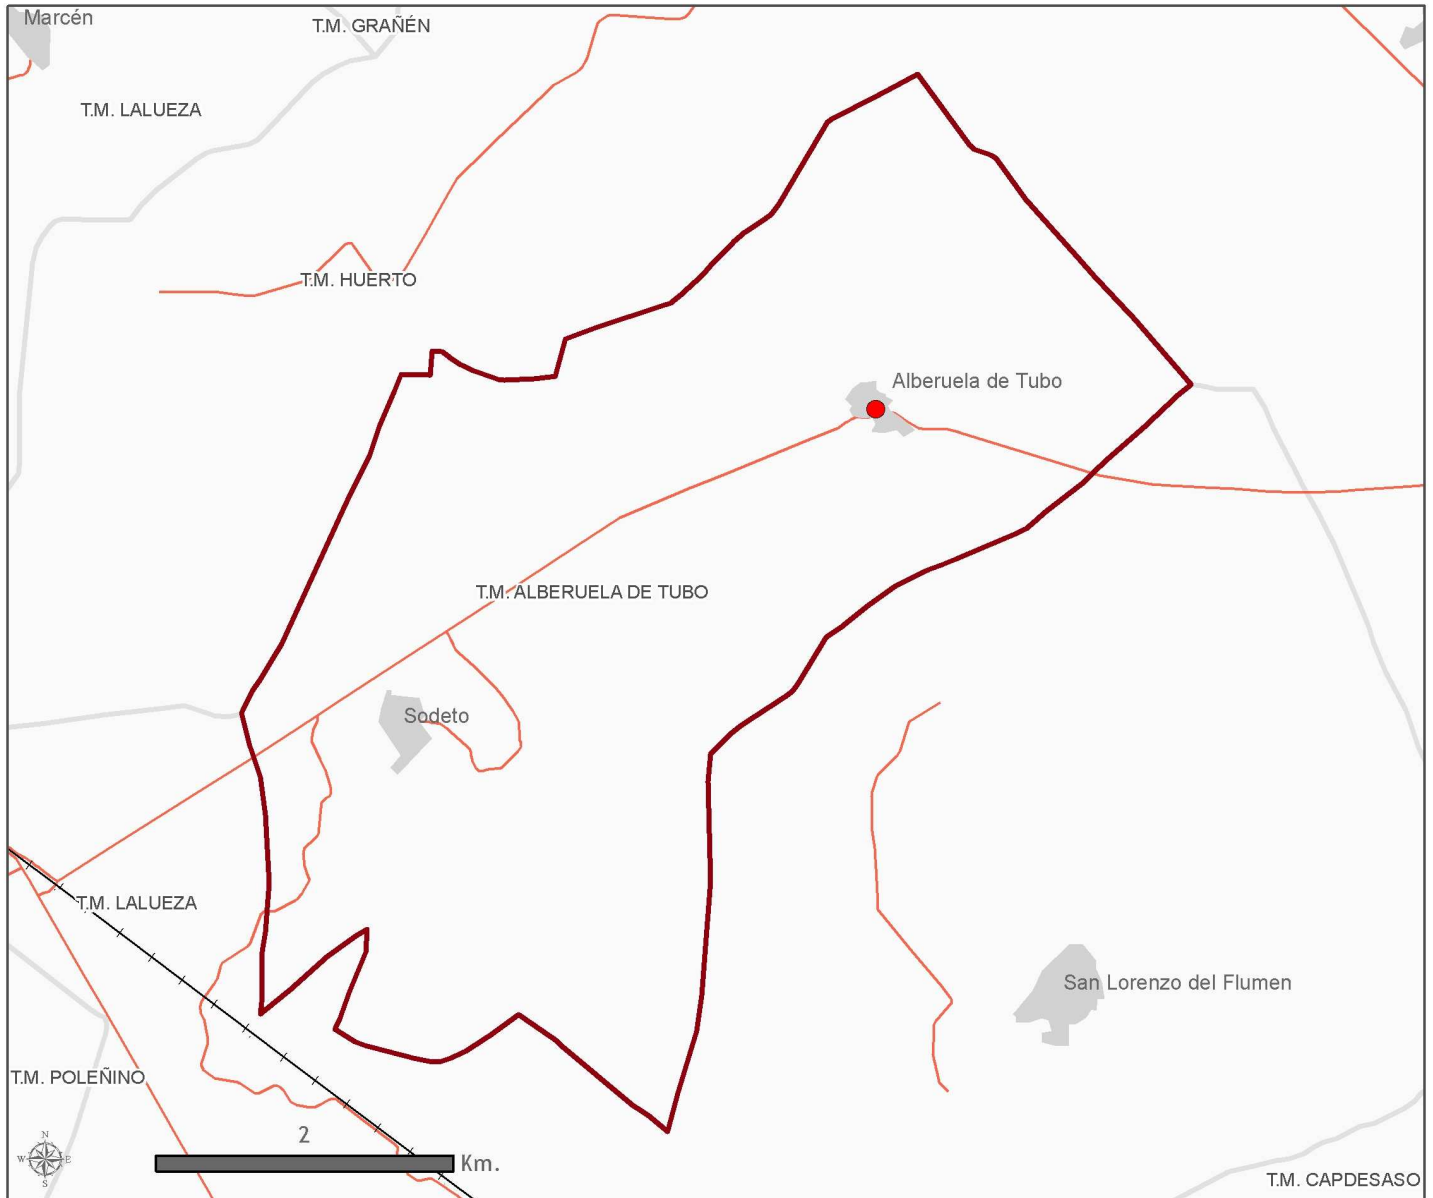 Marcén
T.M. GRAÑÉN
T.M. LALUEZA
T.M. HUERTO
Alberuela de Tubo
T.M. ALBERUELA DE TUBO
Sodeto
T.M. LALUEZA
San Lorenzo del Flumen
T.M. POLEÑINO
2
Km.
N
W E
S
T.M. CAPDESASO